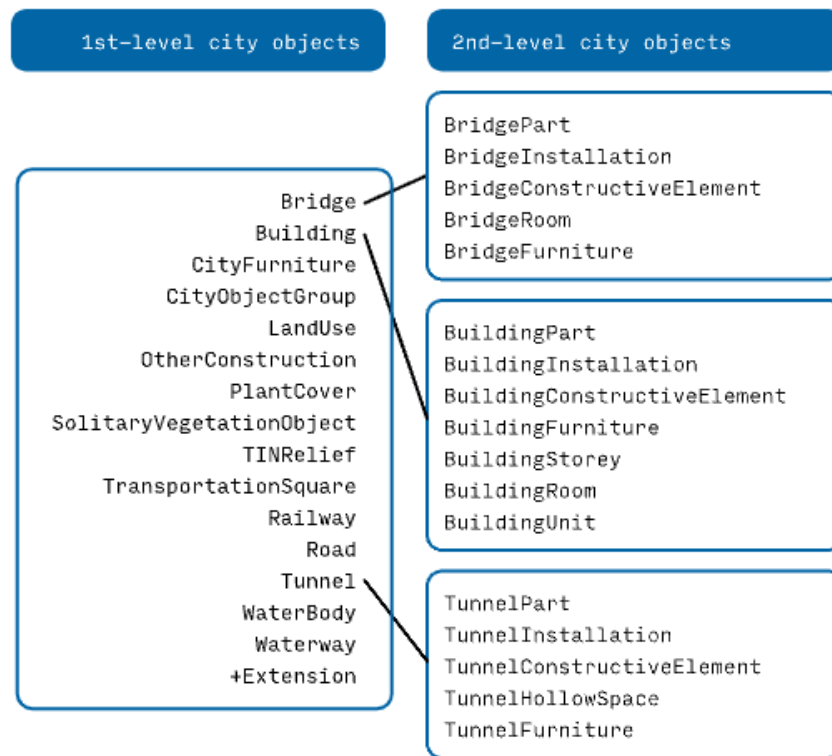 1st-level city objects
2nd-level city objects
Bridge
Building
CityFurniture
CityObjectGroup
LandUse
OtherConstruction
PlantCover
SolitaryVegetationObject
TINRelief
TransportationSquare
Railway
Road
Tunnel
WaterBody
Waterway
+Extension
BridgePart
BridgeInstallation
BridgeConstructiveElement
BridgeRoom
BridgeFurniture
BuildingPart
BuildingInstallation
BuildingConstructiveElement
BuildingFurniture
BuildingStorey
BuildingRoom
BuildingUnit
TunnelPart
TunnelInstallation
TunnelConstructiveElement
TunnelHollowSpace
TunnelFurniture